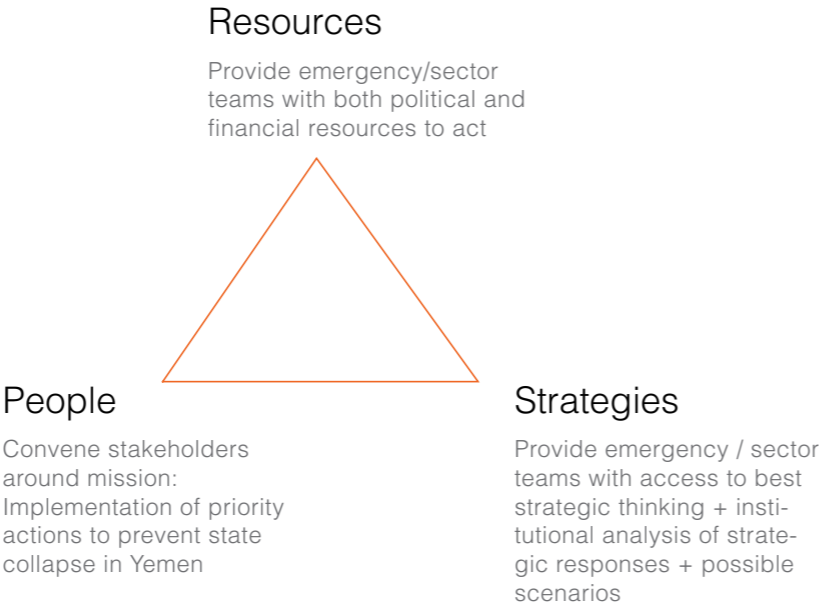 Resources
Provide emergency/sector
teams with both political and
financial resources to act
People
Convene stakeholders
around mission:
Implementation of priority
actions to prevent state
collapse in Yemen
Strategies
Provide emergency / sector
teams with access to best
strategic thinking + insti-
tutional analysis of strate-
gic responses + possible
scenarios